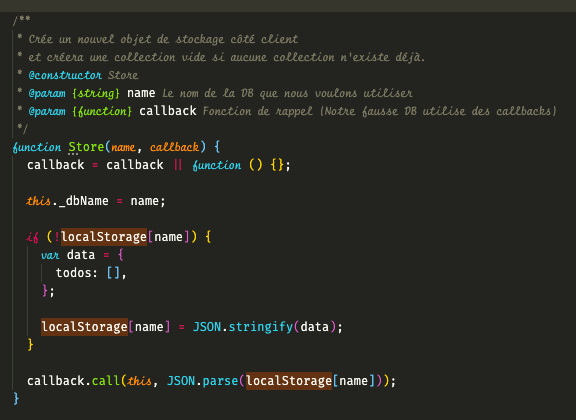 /**
 * Crée un nouvel objet de stockage côté client
 * et créera une collection vide si aucune collection n'existe déjà.
 * @constructor Store
 * @param {string} name Le nom de la DB que nous voulons utiliser
 * @param {function} callback Fonction de rappel (Notre fausse DB utilise des callbacks)
 */
function Store(name, callback) {
  callback = callback || function () {};
  this._dbName = name;
  if (!localStorage[name]) {
    var data = {
      todos: [],
    };
    localStorage[name] = JSON.stringify(data);
  }
  callback.call(this, JSON.parse(localStorage[name]));
}